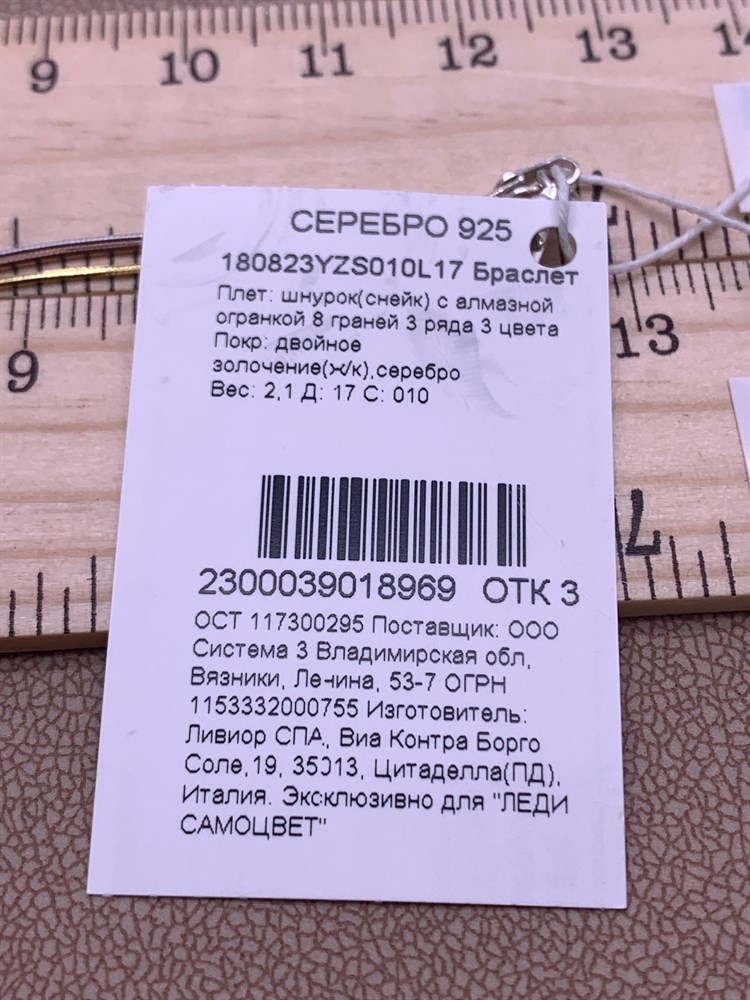 9 10 11 12 13 14
СЕРЕБРО 925
180823YZS010L17 Браслет
Плет: шнурок(снейк) с алмазной
огранкой 8 граней 3 ряда 3 цвета
Покр: двойное
золочение(ж/к),серебро
Вес: 2,1 Д: 17 С: 010
9
13
2300039018969 ОТК 3
ОСТ 117300295 Поставщик: ООО
Система 3 Владимирская обл,
Вязники, Ленина, 53-7 ОГРН
1153332000755 Изготовитель:
Ливиор СПА, Виа Контра Борго
Соле,19, 35013, Цитаделла(ПД),
Италия. Эксклюзивно для "ЛЕДИ
САМОЦВЕТ"